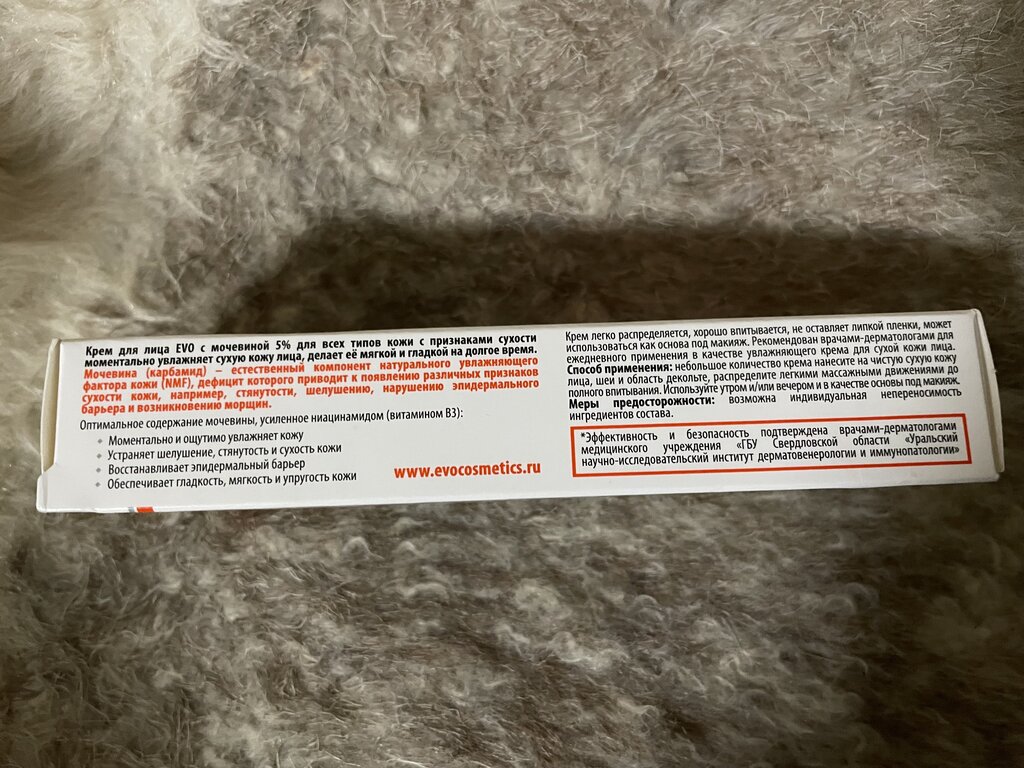 Крем для лица EVO с мочевиной 5% для всех типов кожи с признаками сухости
моментально увлажняет сухую кожу лица, делает её мягкой и гладкой на долгое время.
Мочевина (карбамид) – естественный компонент натурального увлажняющего
фактора кожи (NMF), дефицит которого приводит к появлению различных признаков
сухости кожи, например, стянутости, шелушению, нарушению эпидермального
барьера и возникновению морщин.
Оптимальное содержание мочевины, усиленное ниацинамидом (витамином B3):
Моментально и ощутимо увлажняет кожу
Устраняет шелушение, стянутость и сухость кожи
Восстанавливает эпидермальный барьер
Обеспечивает гладкость, мягкость и упругость кожи
www.evocosmetics.ru
Крем легко распределяется, хорошо впитывается, не оставляет липкой пленки, может
использоваться как основа под макияж. Рекомендован врачами-дерматологами для
ежедневного применения в качестве увлажняющего крема для сухой кожи лица.
Способ применения: небольшое количество крема нанесите на чистую сухую кожу
лица, шеи и область декольте, распределите легкими массажными движениями до
полного впитывания. Используйте утром и/или вечером и в качестве основы под макияж.
Меры предосторожности: возможна индивидуальная непереносимость
ингредиентов состава.
*Эффективность и безопасность подтверждена врачами-дерматологами
медицинского учреждения «ГБУ Свердловской области «Уральский
научно-исследовательский институт дерматовенерологии и иммунопатологии»